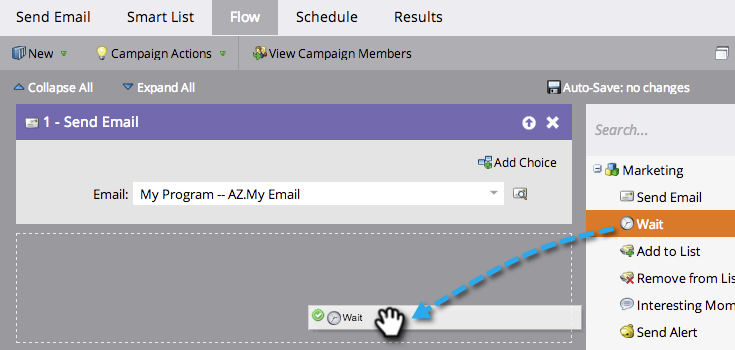 Send Email Smart List Flow Schedule Results
New Campaign Actions View Campaign Members
Collapse All Expand All Auto-Save: no changes
1 - Send Email
Search...
Add Choice
Marketing
Email: My Program -- AZ.My Email
Send Email
Wait
Add to List
Remove from Lis
Interesting Mom
Wait
Send Alert